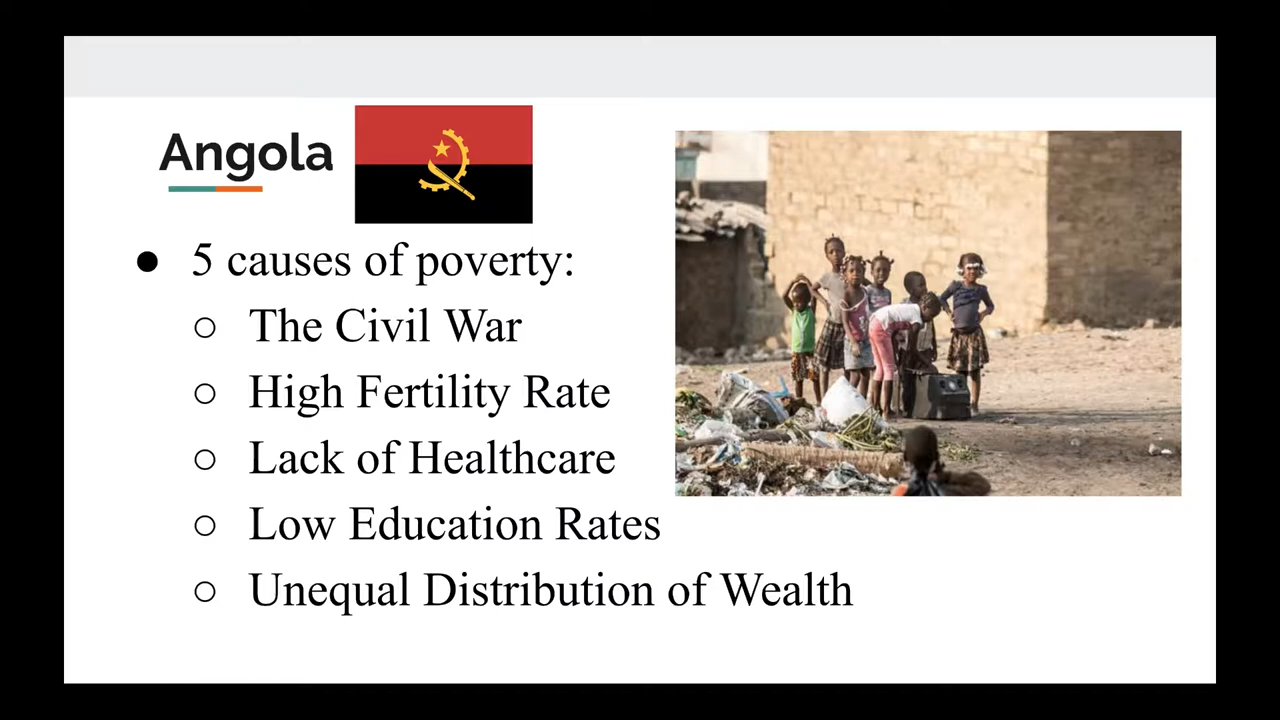 Angola
● 5 causes of poverty:
○ The Civil War
○ High Fertility Rate
○ Lack of Healthcare
○ Low Education Rates
○ Unequal Distribution of Wealth